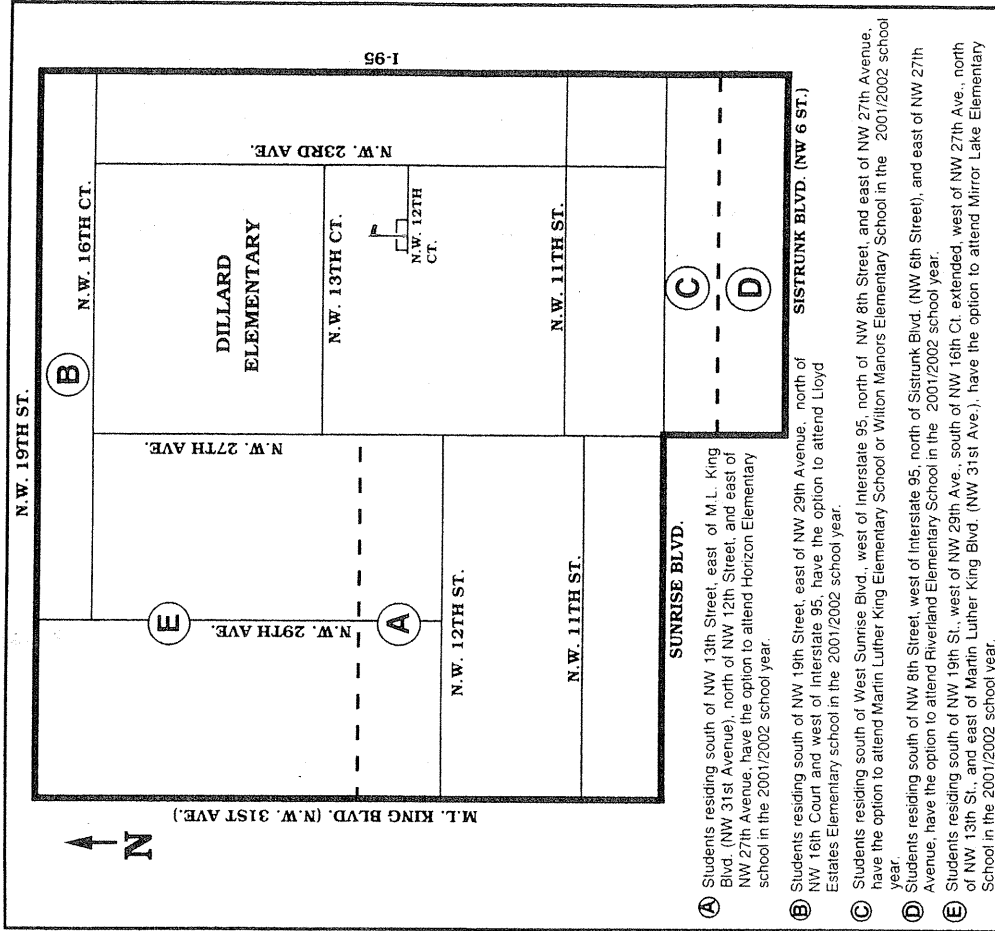 N.W. 19TH ST.
B
N.W. 16TH CT.
I-95
N.W. 23RD AVE.
DILLARD
ELEMENTARY
N.W. 27TH AVE.
N.W. 13TH CT.
N.W. 12TH
CT.
E
N.W. 29TH AVE.
A
M.L. KING BLVD. (N.W. 31ST AVE.)
N
N.W. 12TH ST.
N.W. 11TH ST.
N.W. 11TH ST.
C
D
SUNRISE BLVD.
SISTRUNK BLVD. (NW 6 ST.)
A Students residing south of NW 13th Street, east of M.L. King
Blvd. (NW 31st Avenue), north of NW 12th Street, and east of
NW 27th Avenue, have the option to attend Horizon Elementary
school in the 2001/2002 school year.
B Students residing south of NW 19th Street, east of NW 29th Avenue, north of
NW 16th Court and west of Interstate 95, have the option to attend Lloyd
Estates Elementary school in the 2001/2002 school year.
C Students residing south of West Sunrise Blvd., west of Interstate 95, north of NW 8th Street, and east of NW 27th Avenue,
have the option to attend Martin Luther King Elementary School or Wilton Manors Elementary School in the 2001/2002 school
year.
D Students residing south of NW 8th Street, west of Interstate 95, north of Sistrunk Blvd. (NW 6th Street), and east of NW 27th
Avenue, have the option to attend Riverland Elementary School in the 2001/2002 school year.
E Students residing south of NW 19th St., west of NW 29th Ave., south of NW 16th Ct. extended, west of NW 27th Ave., north
of NW 13th St., and east of Martin Luther King Blvd. (NW 31st Ave.), have the option to attend Mirror Lake Elementary
School in the 2001/2002 school year.